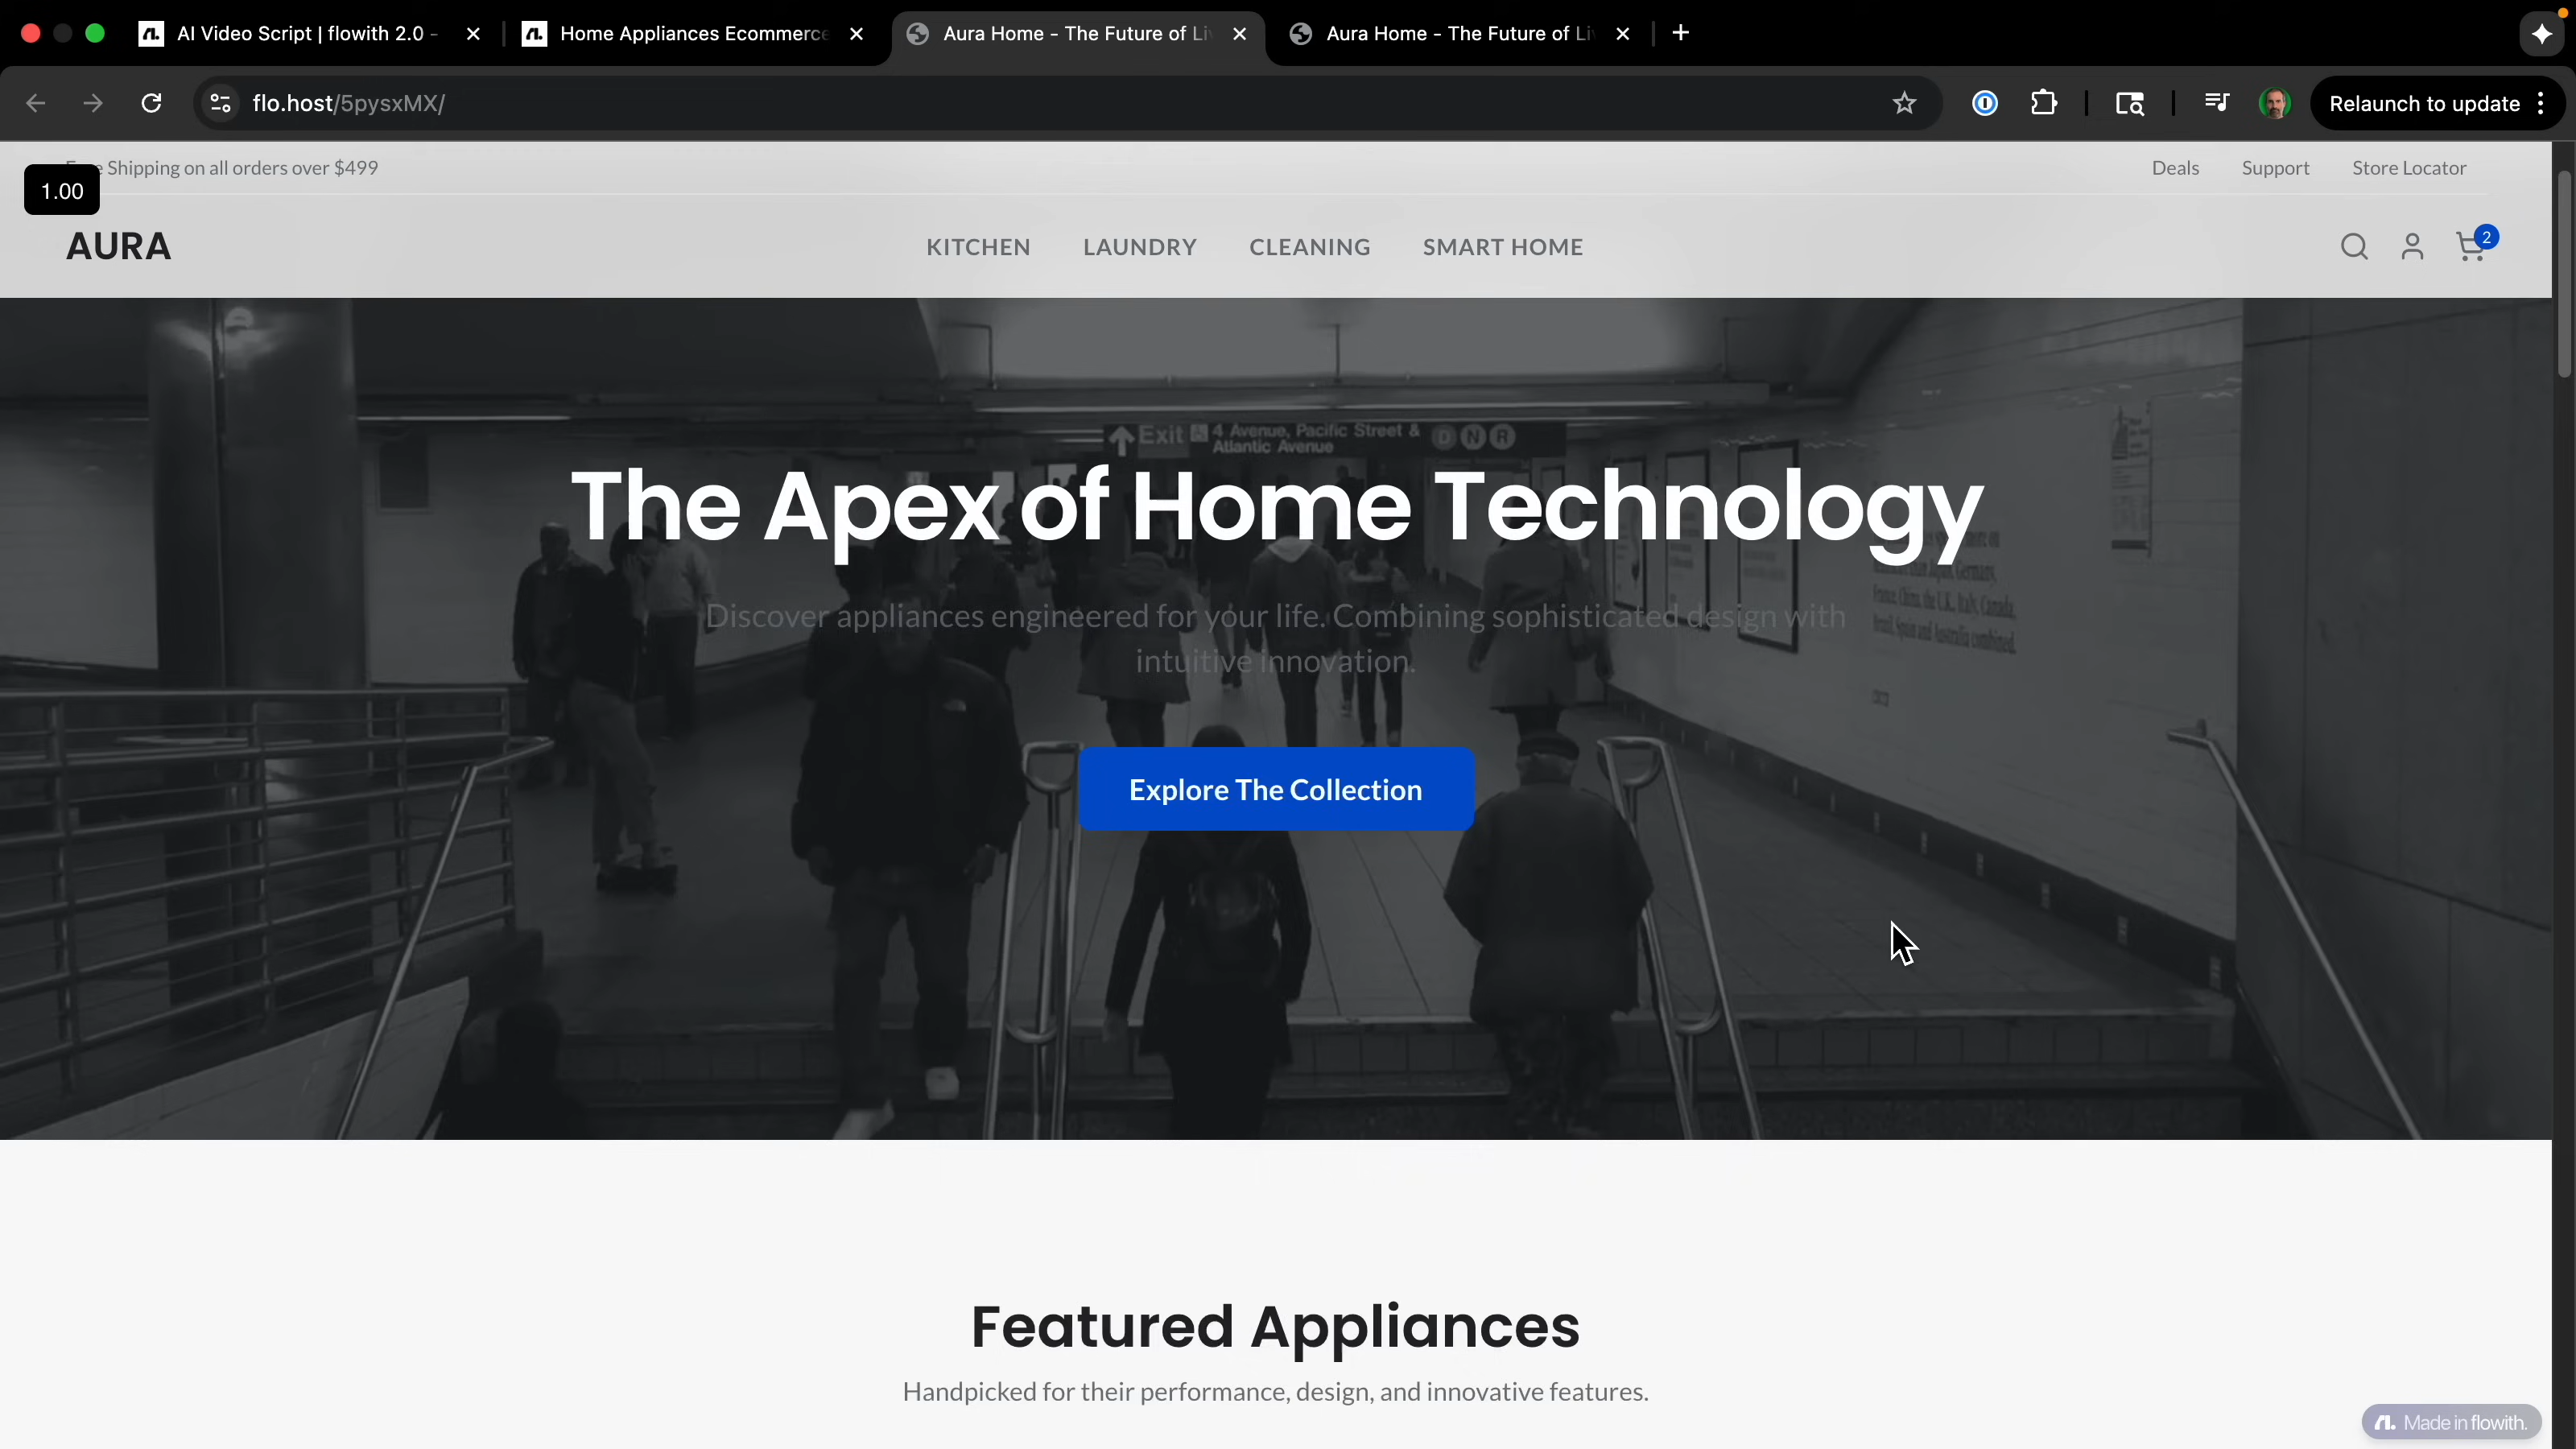 AI Video Script | flowith 2.0 -
Home Appliances Ecommerce
Aura Home - The Future of Li
Aura Home - The Future of Li
flo.host/5pysxMX/
Relaunch to update
Shipping on all orders over $499
Deals
Support
Store Locator
1.00
AURA
KITCHEN
LAUNDRY
CLEANING
SMART HOME
2
Exit
4 Avenue, Pacific Street &
Atlantic Avenue
D N R
The Apex of Home Technology
Discover appliances engineered for your life. Combining sophisticated design with
intuitive innovation.
Explore The Collection
Featured Appliances
Handpicked for their performance, design, and innovative features.
Made in flowith.